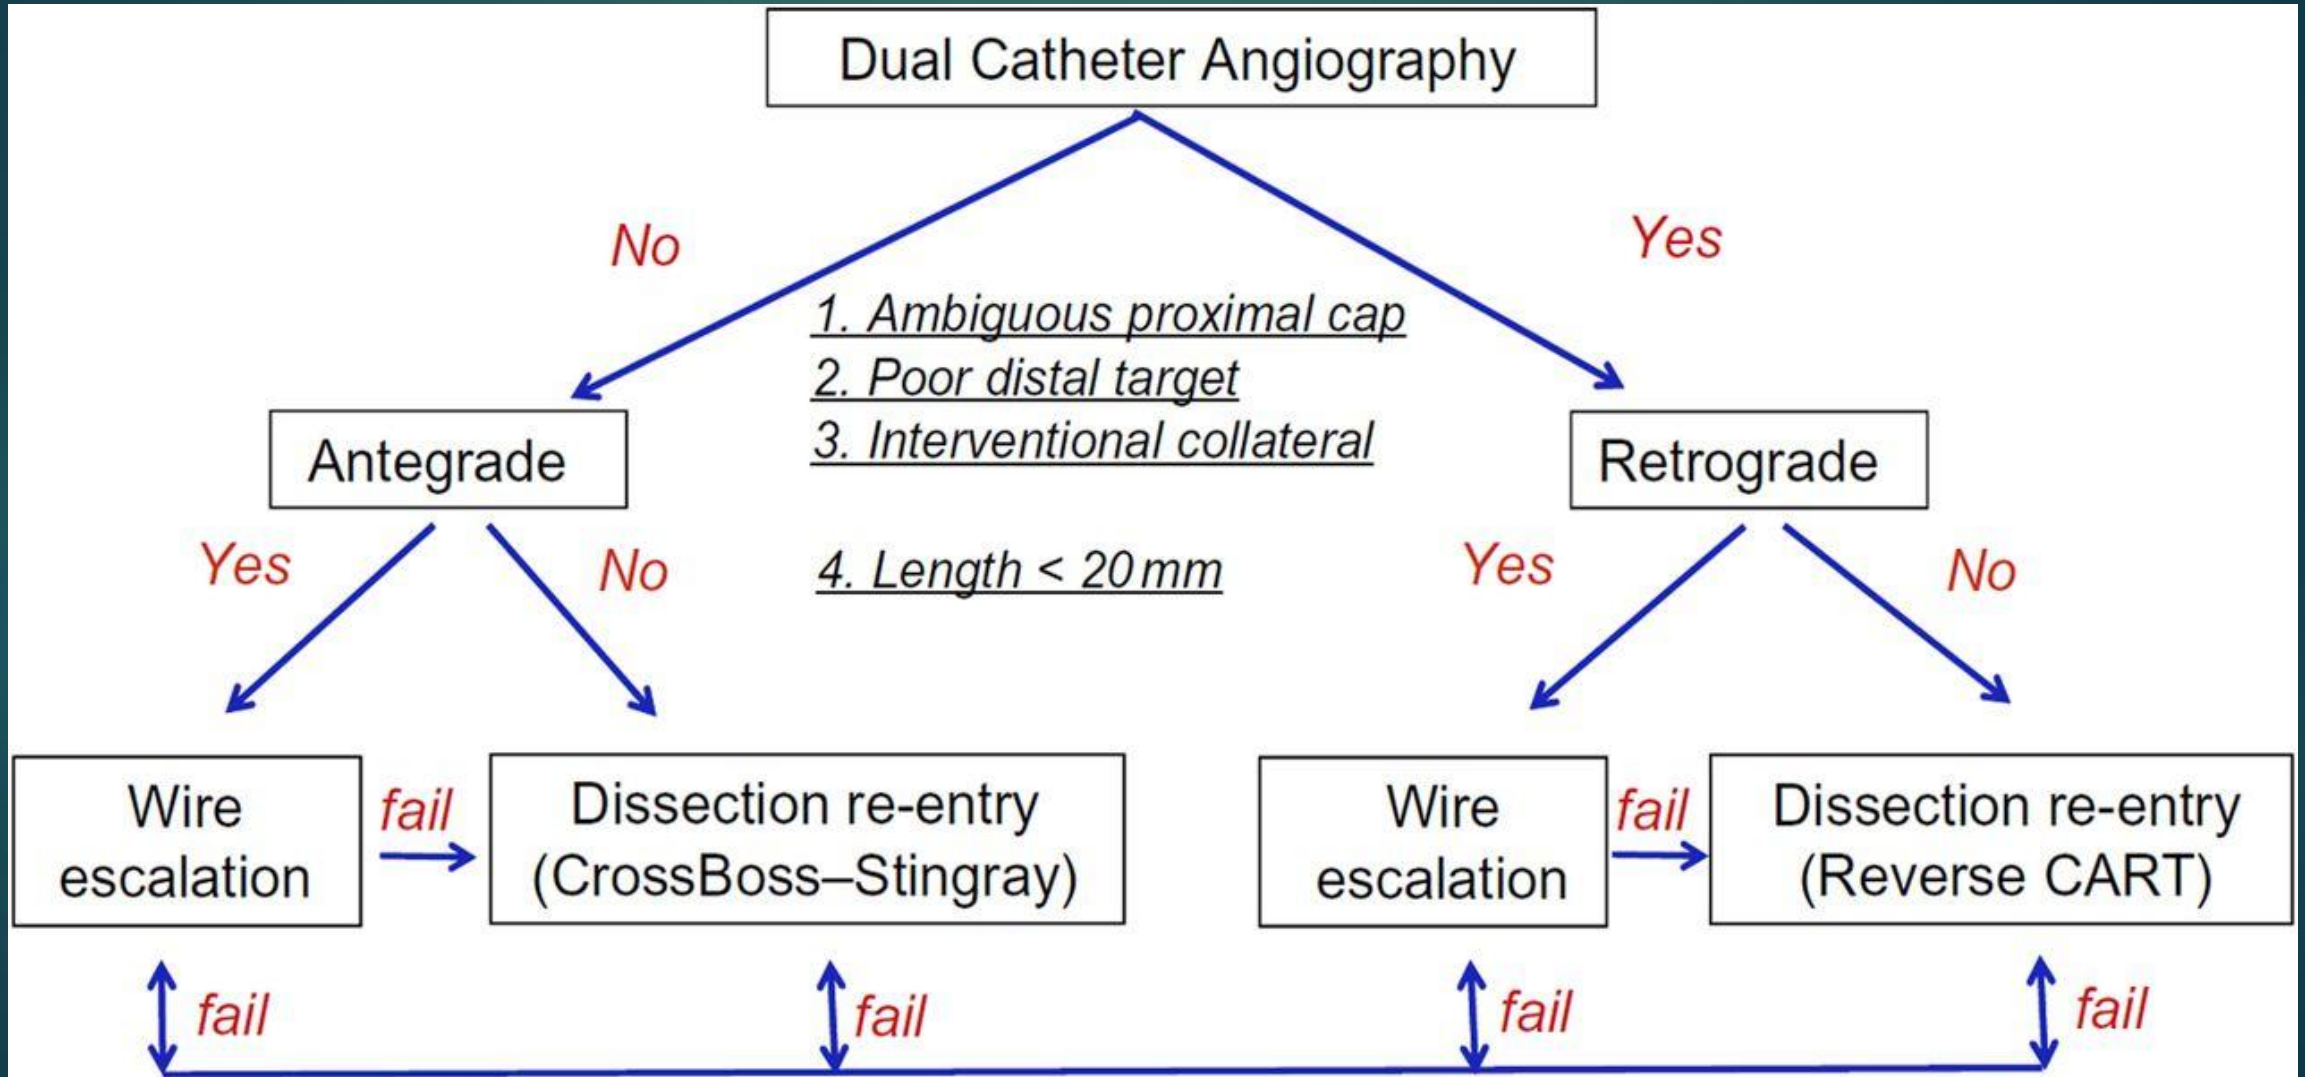 Dual Catheter Angiography
No
Yes
1. Ambiguous proximal cap
2. Poor distal target
3. Interventional collateral
Antegrade
Retrograde
Yes
No
4. Length < 20 mm
Yes
No
Wire
escalation
fail
Dissection re-entry
(CrossBoss–Stingray)
Wire
escalation
fail
Dissection re-entry
(Reverse CART)
fail
fail
fail
fail